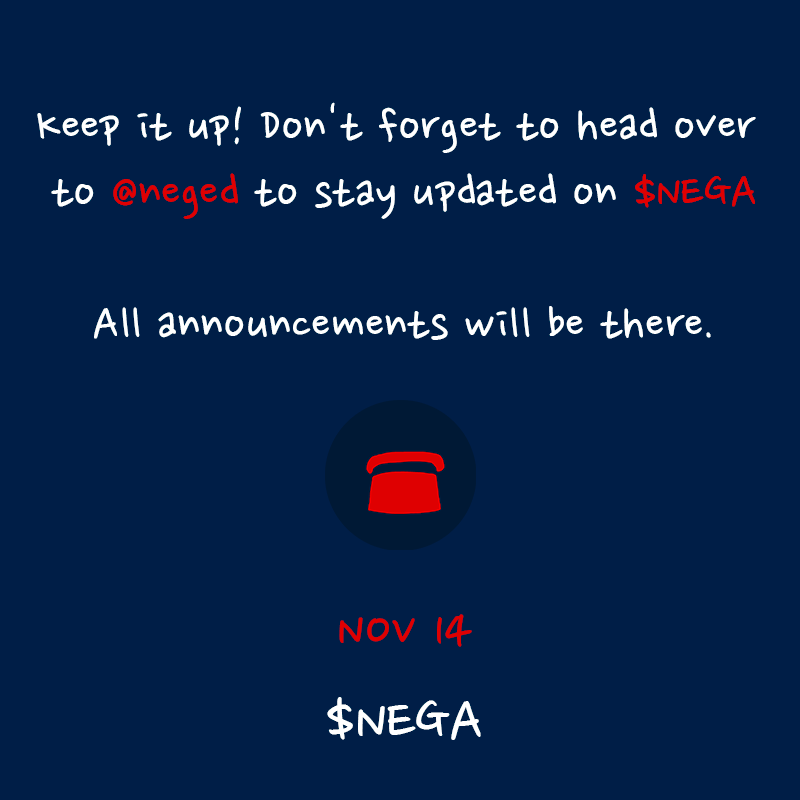 Keep it up! Don't forget to head over
to @neged to stay updated on $NEGA
All announcements will be there.
NOV 14
$NEGA